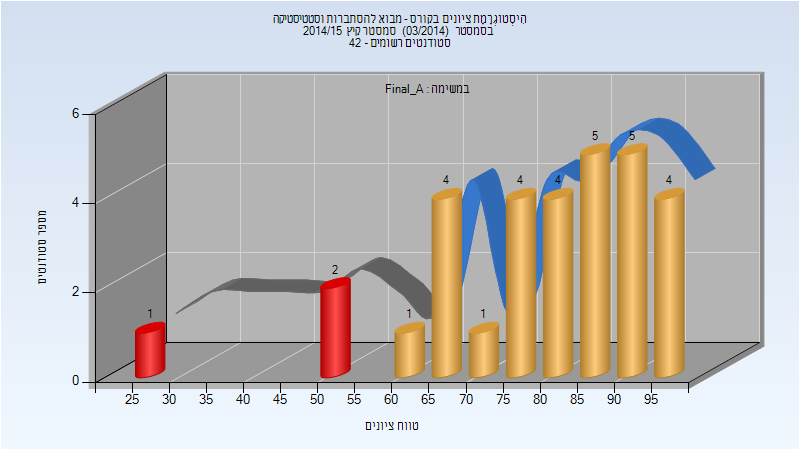 היסטוגרמת ציונים בקורס - מבוא להסתברות וסטטיסטיקה
בסמסטר (03/2014) סמסטר קיץ 2014/15
סטודנטים רשומים - 42
במשימה : Final_A
מספר סטודנטים
6
4
2
0
1
2
1
4
1
4
4
5
5
4
25 30 35 40 45 50 55 60 65 70 75 80 85 90 95
טווח ציונים